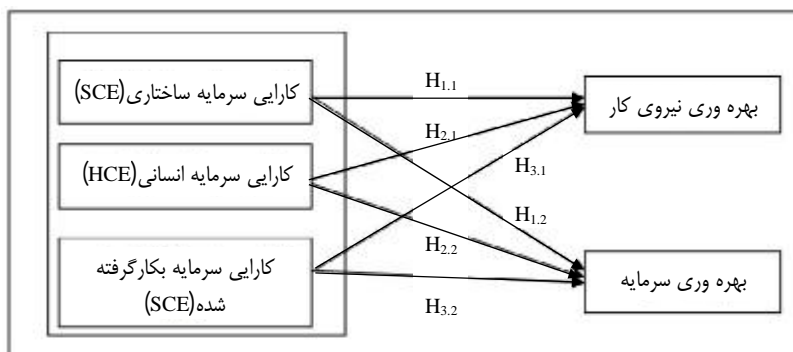 کارایی سرمایه ساختاری(SCE)
H1.1
بهره وری نیروی کار
H2.1
کارایی سرمایه انسانی(HCE)
H3.1
H1.2
H2.2
کارایی سرمایه بکارگرفته
شده(SCE)
بهره وری سرمایه
H3.2